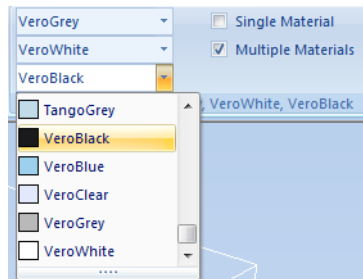 VeroGrey Single Material
VeroWhite Multiple Materials
VeroBlack
TangoGrey
, VeroWhite, VeroBlack
VeroBlack
VeroBlue
VeroClear
VeroGrey
VeroWhite